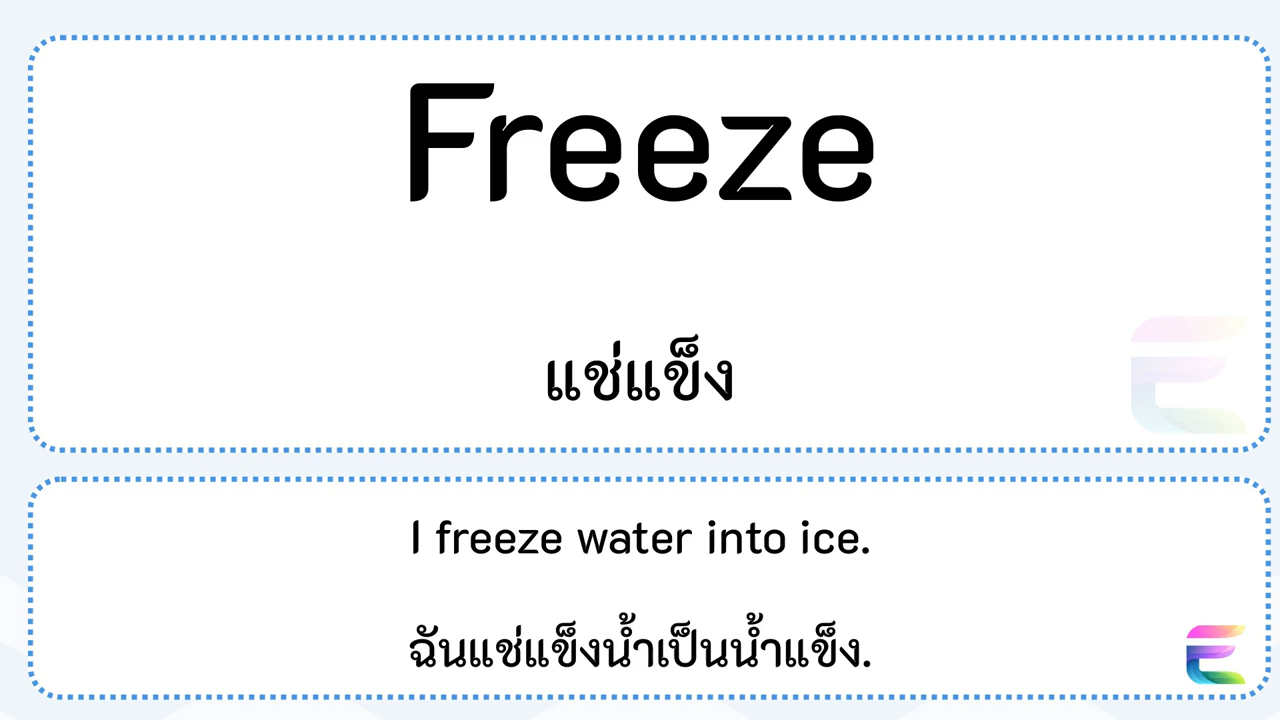 Freeze
แช่แข็ง
I freeze water into ice.
ฉันแช่แข็งน้ำเป็นน้ำแข็ง.